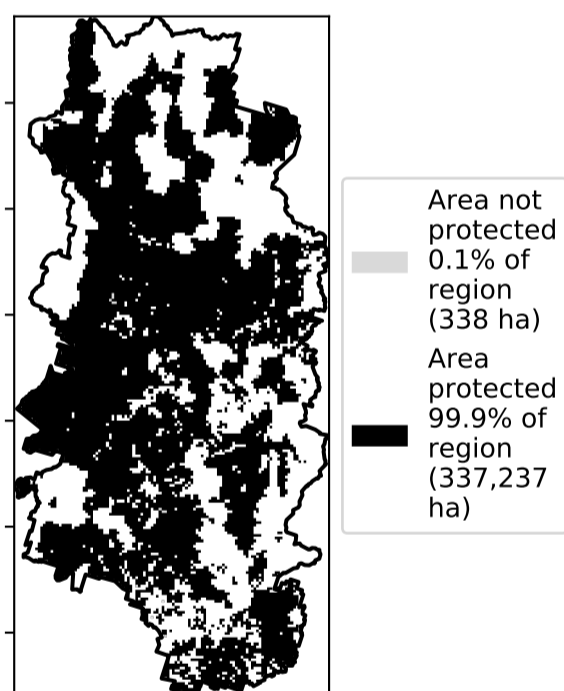 Area not
protected
0.1% of
region
(338 ha)
Area
protected
99.9% of
region
(337,237
ha)